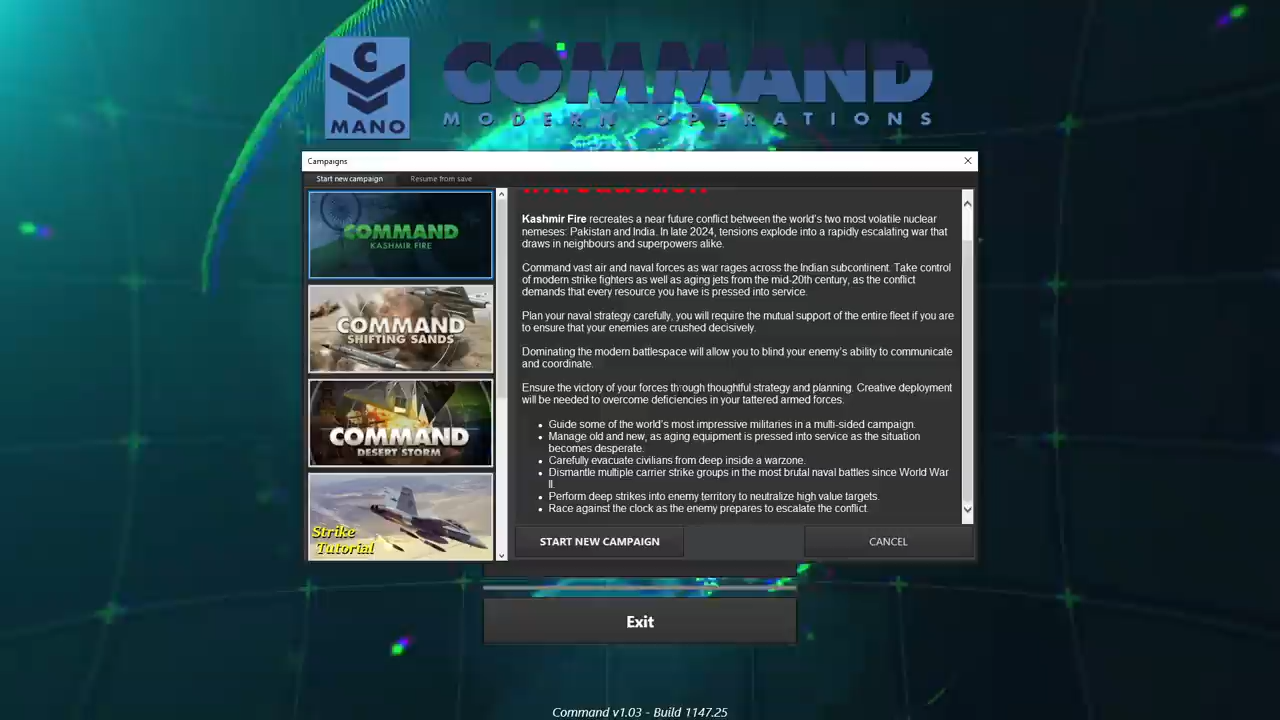 C
MANO
COMMAND
MODERN OPERATIONS
Campaigns
Start new campaign
Resume from save
COMMAND
KASHMIR FIRE
COMMAND
SHIFTING SANDS
COMMAND
DESERT STORM
Strike
Tutorial
Introduction
Kashmir Fire recreates a near future conflict between the world's two most volatile nuclear
nemeses: Pakistan and India. In late 2024, tensions explode into a rapidly escalating war that
draws in neighbours and superpowers alike.
Command vast air and naval forces as war rages across the Indian subcontinent. Take control
of modern strike fighters as well as aging jets from the mid-20th century, as the conflict
demands that every resource you have is pressed into service.
Plan your naval strategy carefully, you will require the mutual support of the entire fleet if you are
to ensure that your enemies are crushed decisively.
Dominating the modern battlespace will allow you to blind your enemy's ability to communicate
and coordinate.
Ensure the victory of your forces through thoughtful strategy and planning. Creative deployment
will be needed to overcome deficiencies in your tattered armed forces.
• Guide some of the world's most impressive militaries in a multi-sided campaign.
• Manage old and new, as aging equipment is pressed into service as the situation
becomes desperate.
• Carefully evacuate civilians from deep inside a warzone.
• Dismantle multiple carrier strike groups in the most brutal naval battles since World War
II.
• Perform deep strikes into enemy territory to neutralize high value targets.
• Race against the clock as the enemy prepares to escalate the conflict.
START NEW CAMPAIGN
CANCEL
Exit
Command v1.03 - Build 1147.25